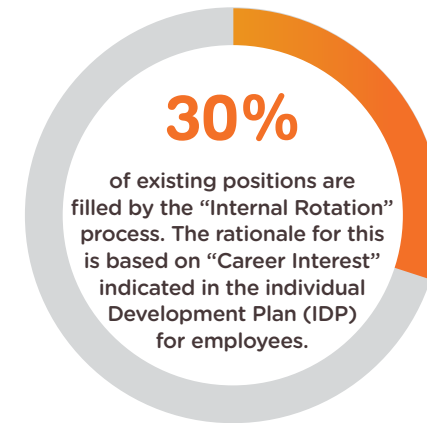 30%
of existing positions are
filled by the “Internal Rotation”
process. The rationale for this
is based on “Career Interest”
indicated in the individual
Development Plan (IDP)
for employees.